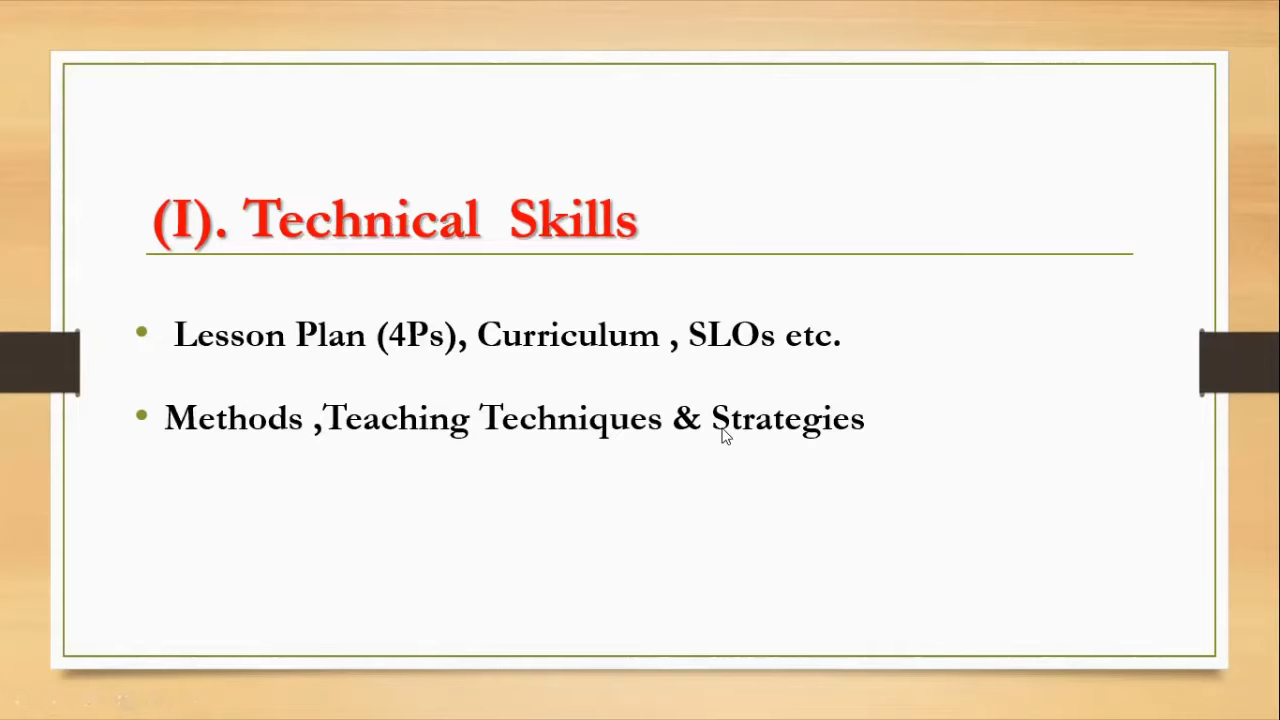 (I). Technical Skills
Lesson Plan (4Ps), Curriculum , SLOs etc.
Methods ,Teaching Techniques & Strategies